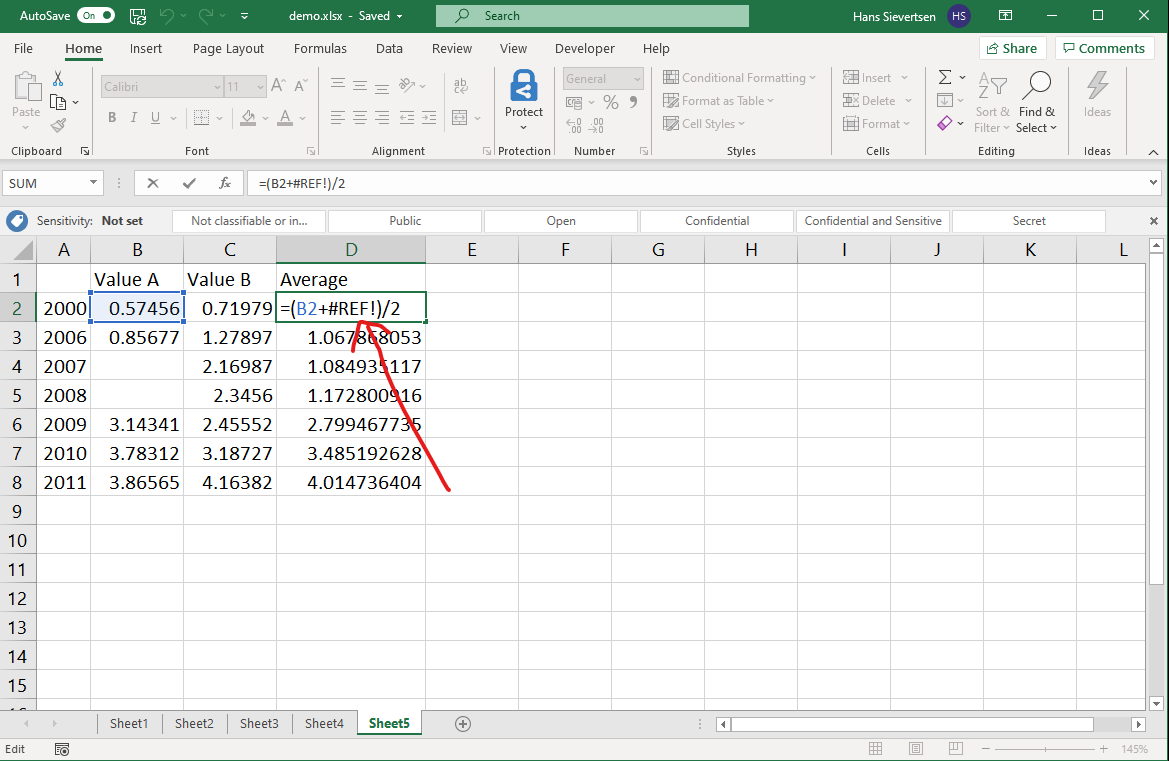 AutoSave On demo.xlsx - Saved Search Hans Sievertsen HS
File Home Insert Page Layout Formulas Data Review View Developer Help Share Comments
Calibri 11 General Conditional Formatting Insert
Format as Table Delete
Cell Styles Format
Paste B I U ab Protect % 9 Sort & Filter Find & Select Ideas
Clipboard Font Alignment Protection Number Styles Cells Editing Ideas
SUM fx =(B2+#REF!)/2
Sensitivity: Not set Not classifiable or in... Public Open Confidential Confidential and Sensitive Secret
A B C D E F G H I J K L
1 Value A Value B Average
2 2000 0.57456 0.71979 =(B2+#REF!)/2
3 2006 0.85677 1.27897 1.067868053
4 2007 2.16987 1.084935117
5 2008 2.3456 1.172800916
6 2009 3.14341 2.45552 2.799467735
7 2010 3.78312 3.18727 3.485192628
8 2011 3.86565 4.16382 4.014736404
9
10
11
12
13
14
15
Sheet1 Sheet2 Sheet3 Sheet4 Sheet5
Edit 145%